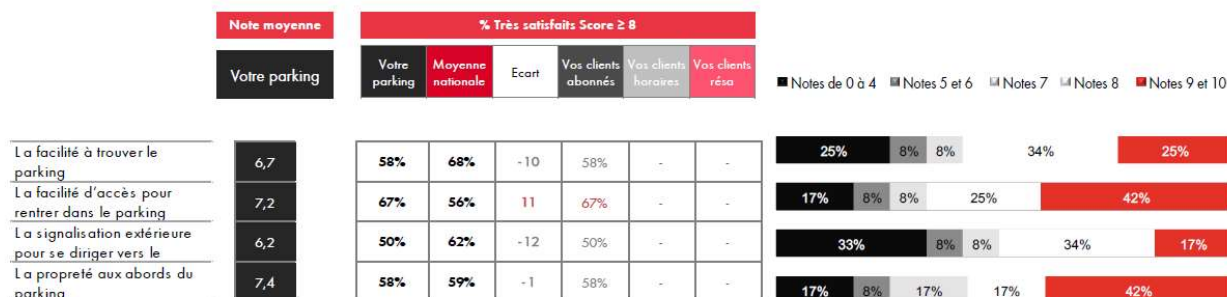 Note moyenne
% Très satisfaits Score ≥ 8
Votre parking
Votre parking
Moyenne nationale
Ecart
Vos clients abonnés
Vos clients horaires
Vos clients résa
Notes de 0 à 4 Notes 5 et 6 Notes 7 Notes 8 Notes 9 et 10
La facilité à trouver le
parking
6,7 58% 68% -10 58% - - 25% 8% 8% 34% 25%
La facilité d'accès pour
rentrer dans le parking
7,2 67% 56% 11 67% - - 17% 8% 8% 25% 42%
La signalisation extérieure
pour se diriger vers le
6,2 50% 62% -12 50% - - 33% 8% 8% 34% 17%
La propreté aux abords du
parking
7,4 58% 59% -1 58% - - 17% 8% 17% 17% 42%